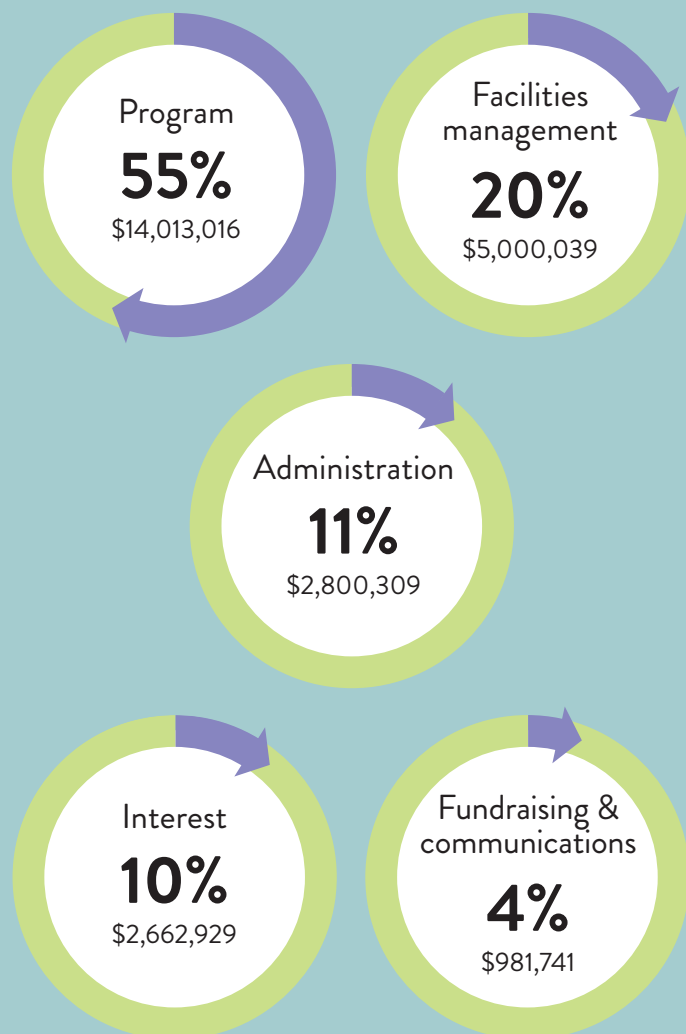 Program
55%
$14,013,016
Facilities
management
20%
$5,000,039
Administration
11%
$2,800,309
Interest
10%
$2,662,929
Fundraising &
communications
4%
$981,741